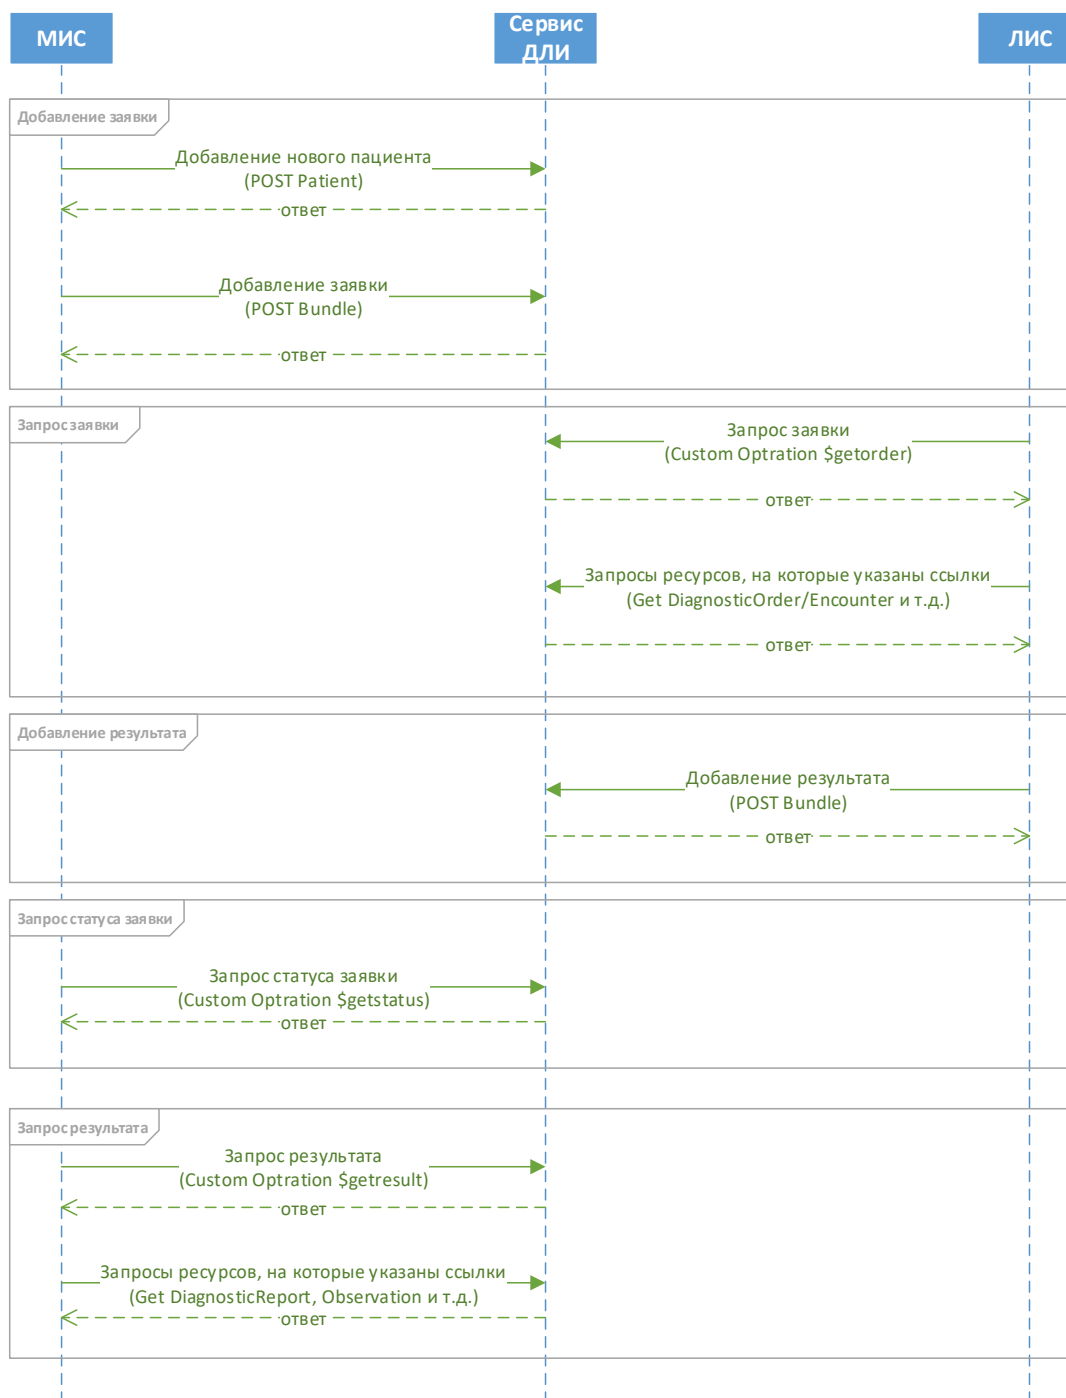 МИС
Сервис
ДЛИ
ЛИС
Добавление заявки
Добавление нового пациента
(POST Patient)
ответ
Добавление заявки
(POST Bundle)
ответ
Запрос заявки
Запрос заявки
(Custom Optration $getorder)
ответ
Запросы ресурсов, на которые указаны ссылки
(Get DiagnosticOrder/Encounter и т.д.)
ответ
Добавление результата
Добавление результата
(POST Bundle)
ответ
Запрос статуса заявки
Запрос статуса заявки
(Custom Optration $getstatus)
ответ
Запрос результата
Запрос результата
(Custom Optration $getresult)
ответ
Запросы ресурсов, на которые указаны ссылки
(Get DiagnosticReport, Observation и т.д.)
ответ